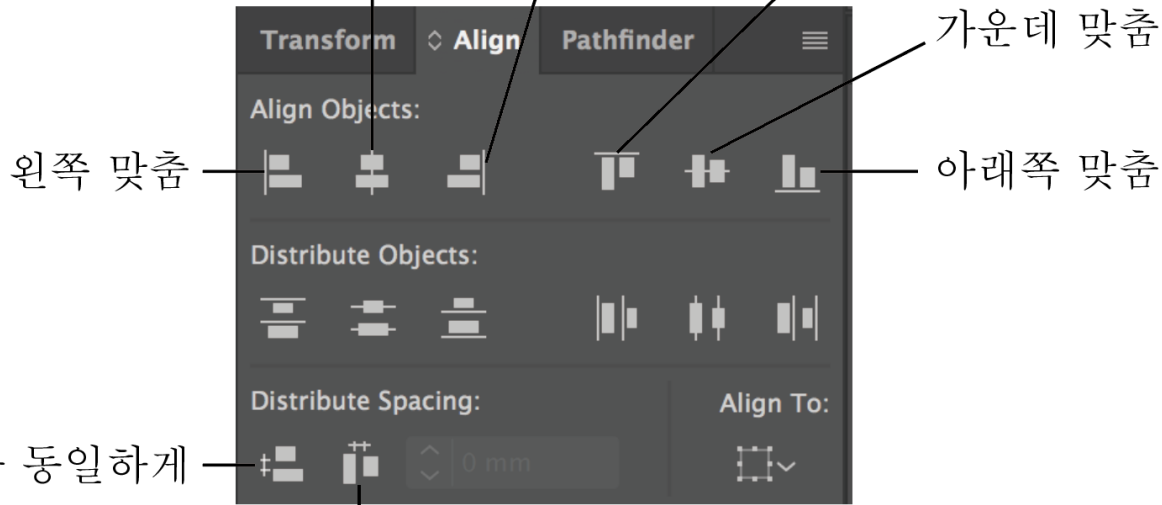 Transform Align Pathfinder
가운데 맞춤
Align Objects:
왼쪽 맞춤
아래쪽 맞춤
Distribute Objects:
Distribute Spacing:
Align To:
동일하게
0 mm